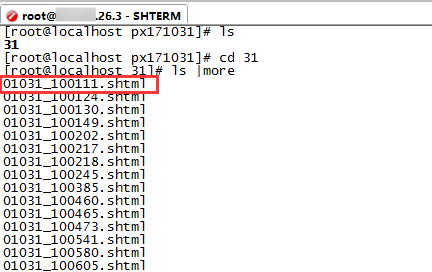 root@ .26.3 - SHTERM
[root@localhost px171031]# ls
31
[root@localhost px171031]# cd 31
[root@localhost 31]# ls |more
01031_100111.shtml
01031_100124.shtml
01031_100130.shtml
01031_100149.shtml
01031_100202.shtml
01031_100217.shtml
01031_100218.shtml
01031_100245.shtml
01031_100385.shtml
01031_100460.shtml
01031_100465.shtml
01031_100473.shtml
01031_100541.shtml
01031_100580.shtml
01031_100605.shtml